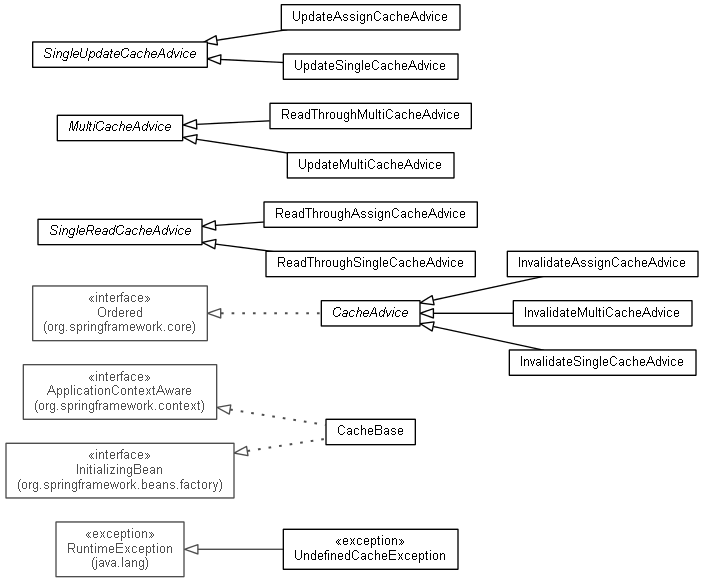 UpdateAssignCacheAdvice
SingleUpdateCacheAdvice
UpdateSingleCacheAdvice
ReadThroughMultiCacheAdvice
MultiCacheAdvice
UpdateMultiCacheAdvice
ReadThroughAssignCacheAdvice
SingleReadCacheAdvice
ReadThroughSingleCacheAdvice
InvalidateAssignCacheAdvice
«interface»
Ordered
(org.springframework.core)
CacheAdvice
InvalidateMultiCacheAdvice
InvalidateSingleCacheAdvice
«interface»
ApplicationContextAware
(org.springframework.context)
CacheBase
«interface»
InitializingBean
(org.springframework.beans.factory)
«exception»
RuntimeException
(java.lang)
«exception»
UndefinedCacheException